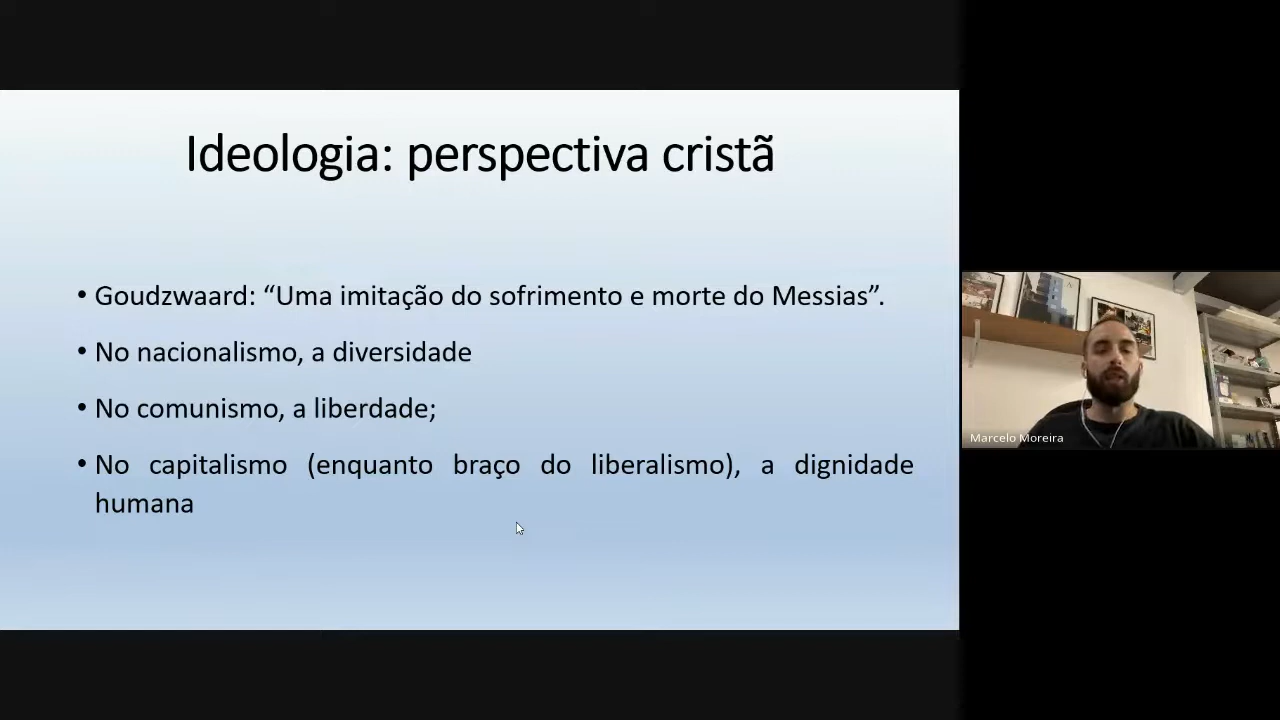 Ideologia: perspectiva cristã
• Goudzwaard: “Uma imitação do sofrimento e morte do Messias”.
• No nacionalismo, a diversidade
• No comunismo, a liberdade;
• No capitalismo (enquanto braço do liberalismo), a dignidade
humana
Marcelo Moreira